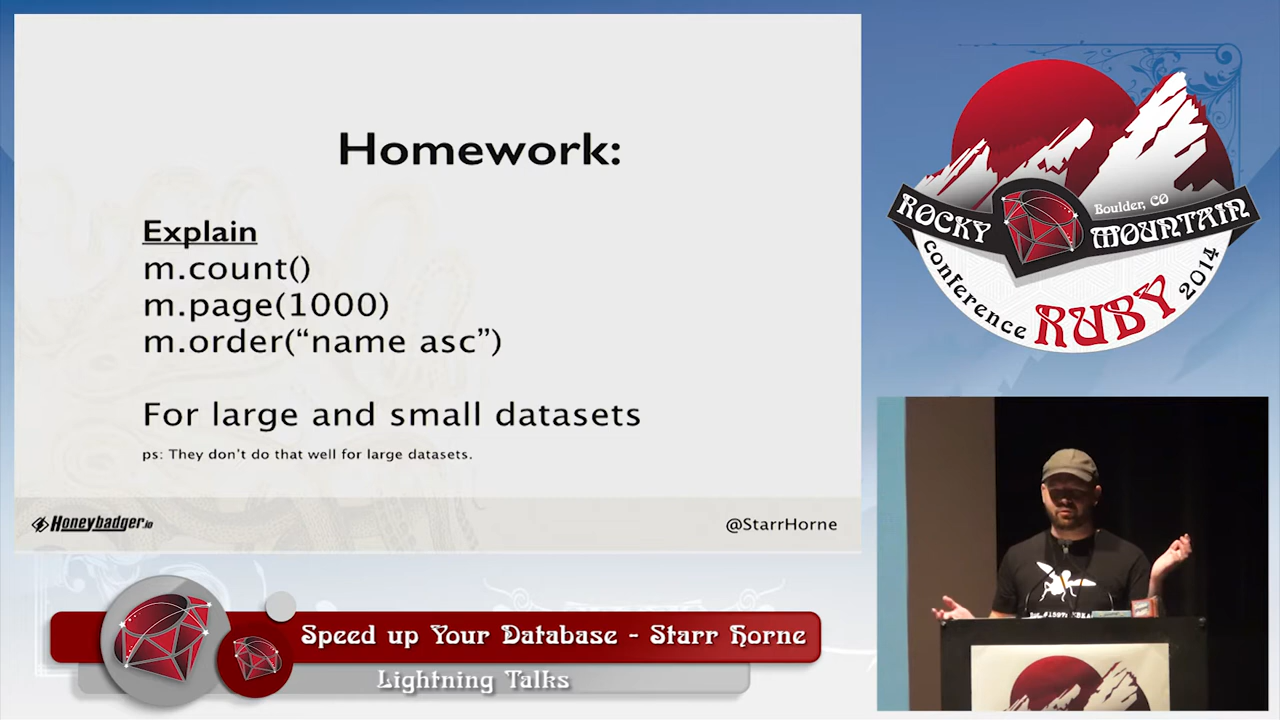 Homework:
Explain
m.count()
m.page(1000)
m.order(“name asc”)
For large and small datasets
ps: They don’t do that well for large datasets.
Honeybadger.io
@StarrHorne
ROCKY MOUNTAIN
Boulder, CO
conference RUBY 2014
Speed up Your Database - Starr Horne
Lightning Talks